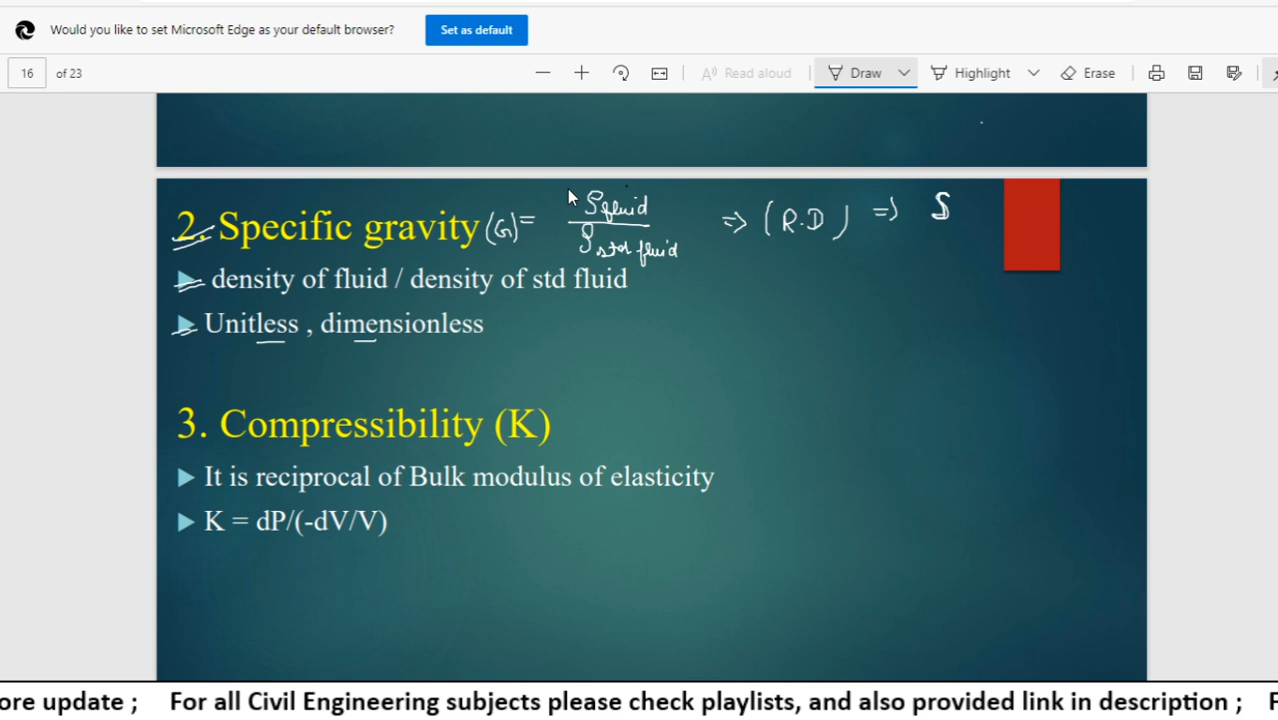 Would you like to set Microsoft Edge as your default browser? Set as default
16 of 23 Read aloud Draw Highlight Erase
2. Specific gravity (G) = ρfluid / ρstd fluid => (R.D) => S
density of fluid / density of std fluid
Unitless , dimensionless
3. Compressibility (K)
It is reciprocal of Bulk modulus of elasticity
K = dP/(-dV/V)
ore update ; For all Civil Engineering subjects please check playlists, and also provided link in description ; F